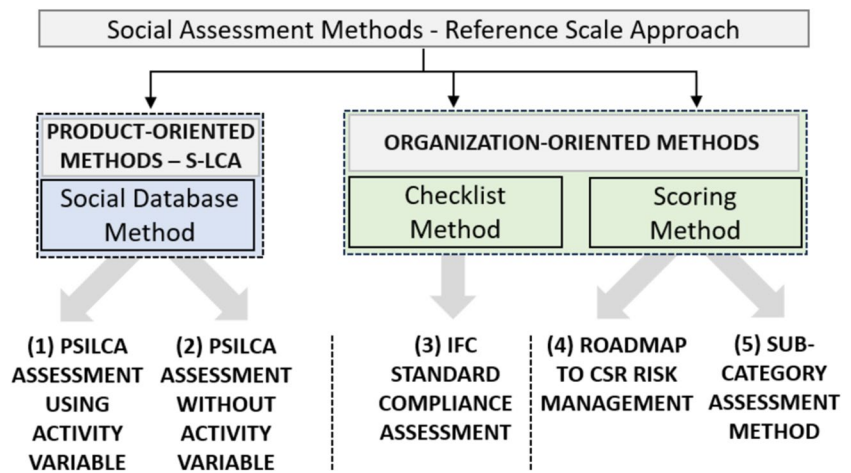 Social Assessment Methods - Reference Scale Approach
PRODUCT-ORIENTED
METHODS – S-LCA
Social Database
Method
ORGANIZATION-ORIENTED METHODS
Checklist
Method
Scoring
Method
(1) PSILCA
ASSESSMENT
USING
ACTIVITY
VARIABLE
(2) PSILCA
ASSESSMENT
WITHOUT
ACTIVITY
VARIABLE
(3) IFC
STANDARD
COMPLIANCE
ASSESSMENT
(4) ROADMAP
TO CSR RISK
MANAGEMENT
(5) SUB-
CATEGORY
ASSESSMENT
METHOD